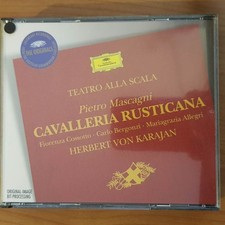 TEATRO ALLA SCALA
Pietro Mascagni
CAVALLERIA RUSTICANA
Fiorenza Cossotto · Carlo Bergonzi · Mariagrazia Allegri
HERBERT VON KARAJAN
ORIGINAL-IMAGE
BIT-PROCESSING